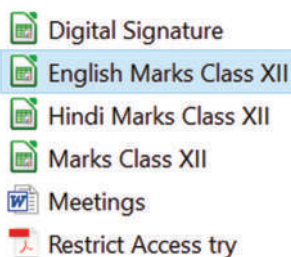 Digital Signature
English Marks Class XII
Hindi Marks Class XII
Marks Class XII
Meetings
Restrict Access try